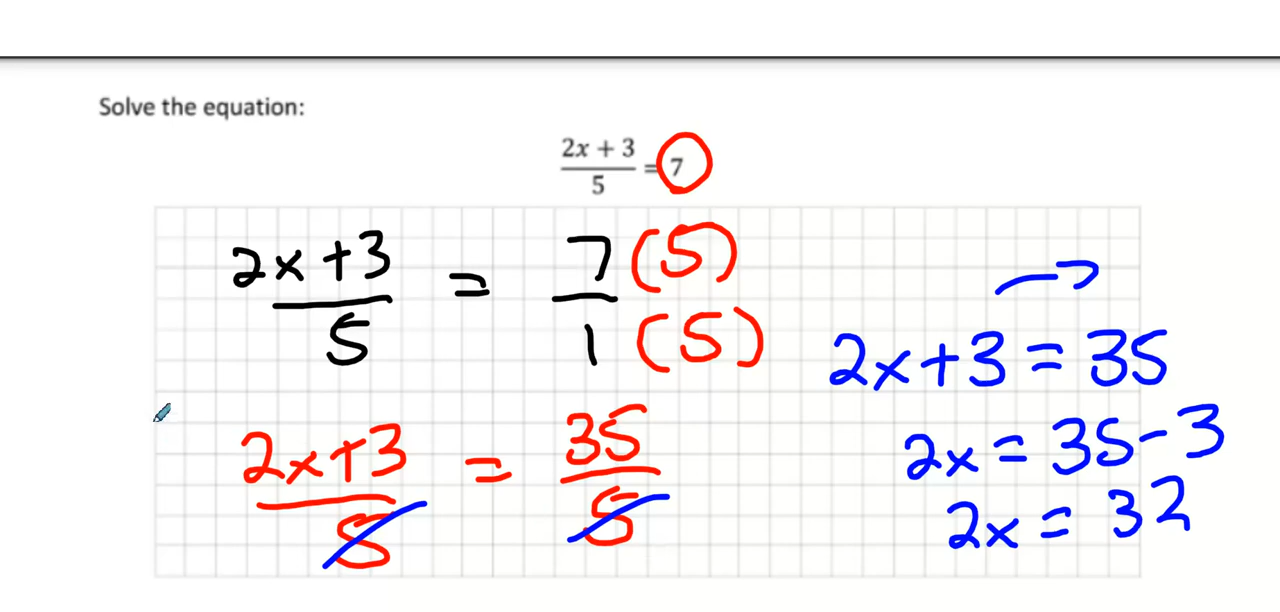 Solve the equation:
2x + 3
5
= 7
2x + 3
5
=
7 (5)
1 (5)
2x + 3
5
=
35
5
2x + 3 = 35
2x = 35 - 3
2x = 32